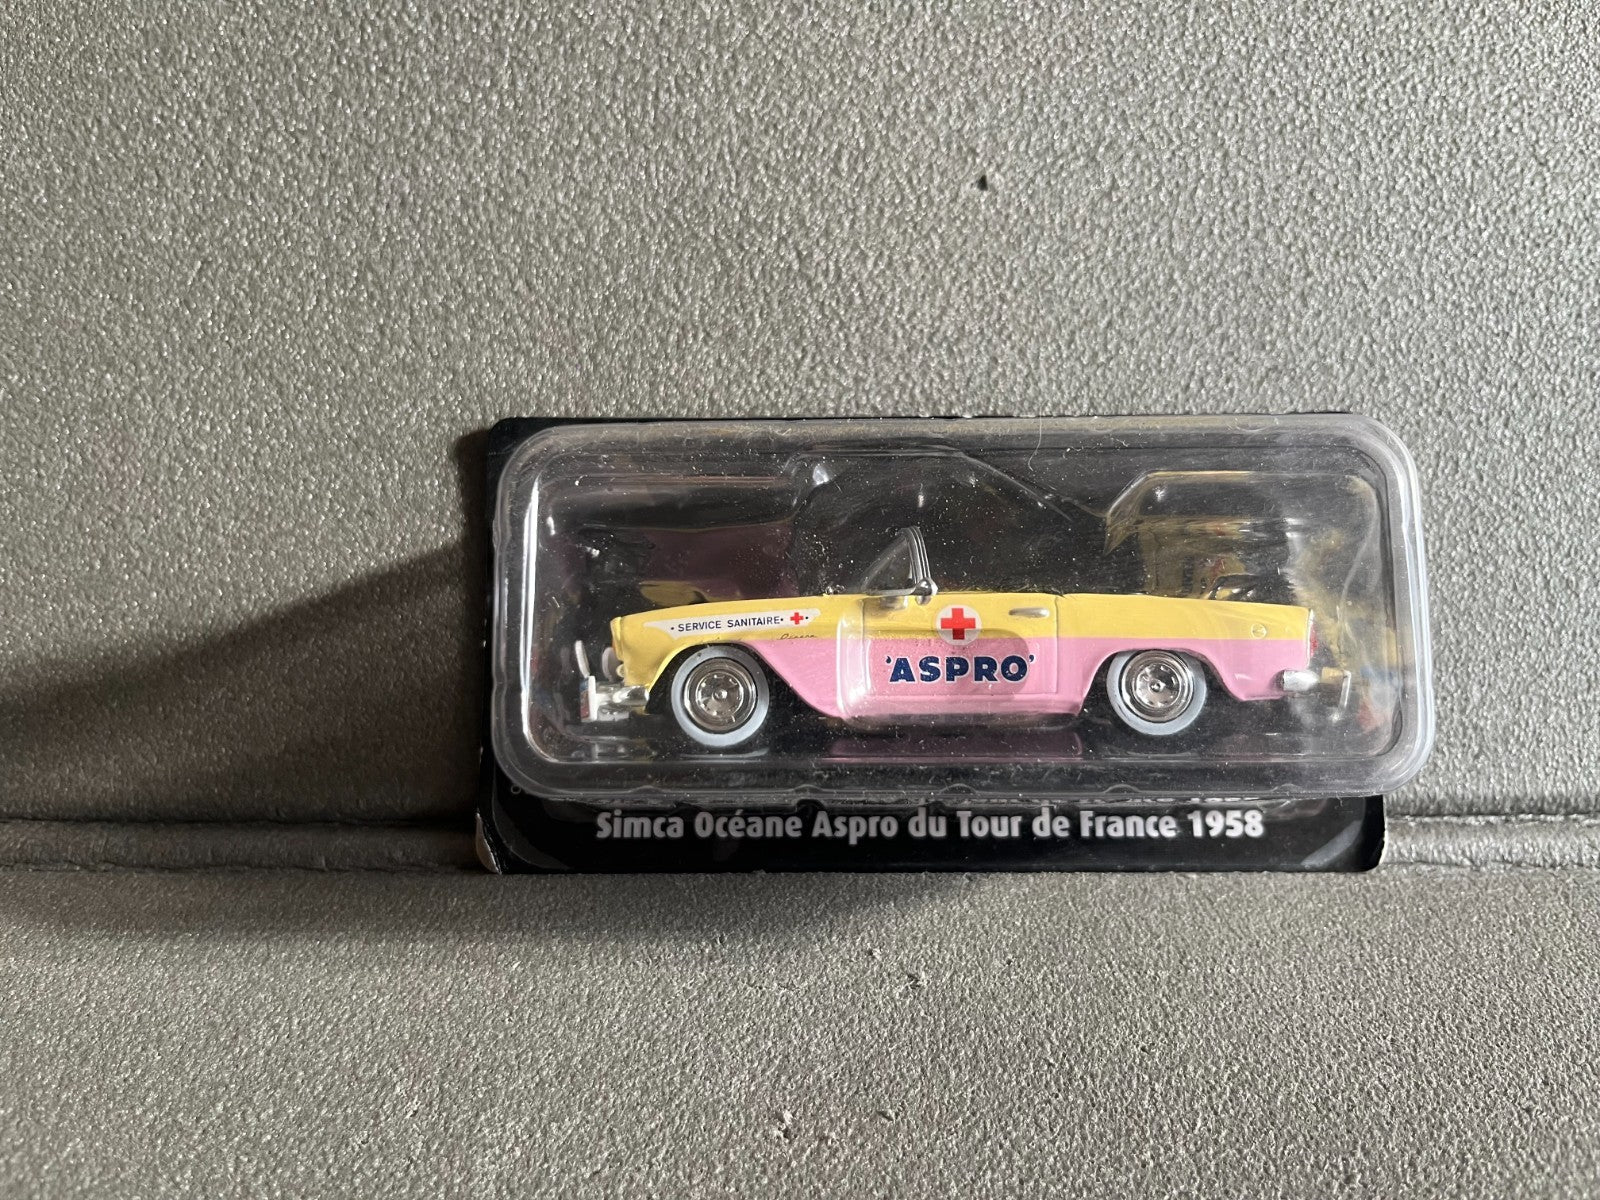 • SERVICE SANITAIRE •
'ASPRO'
Simca Océane Aspro du Tour de France 1958